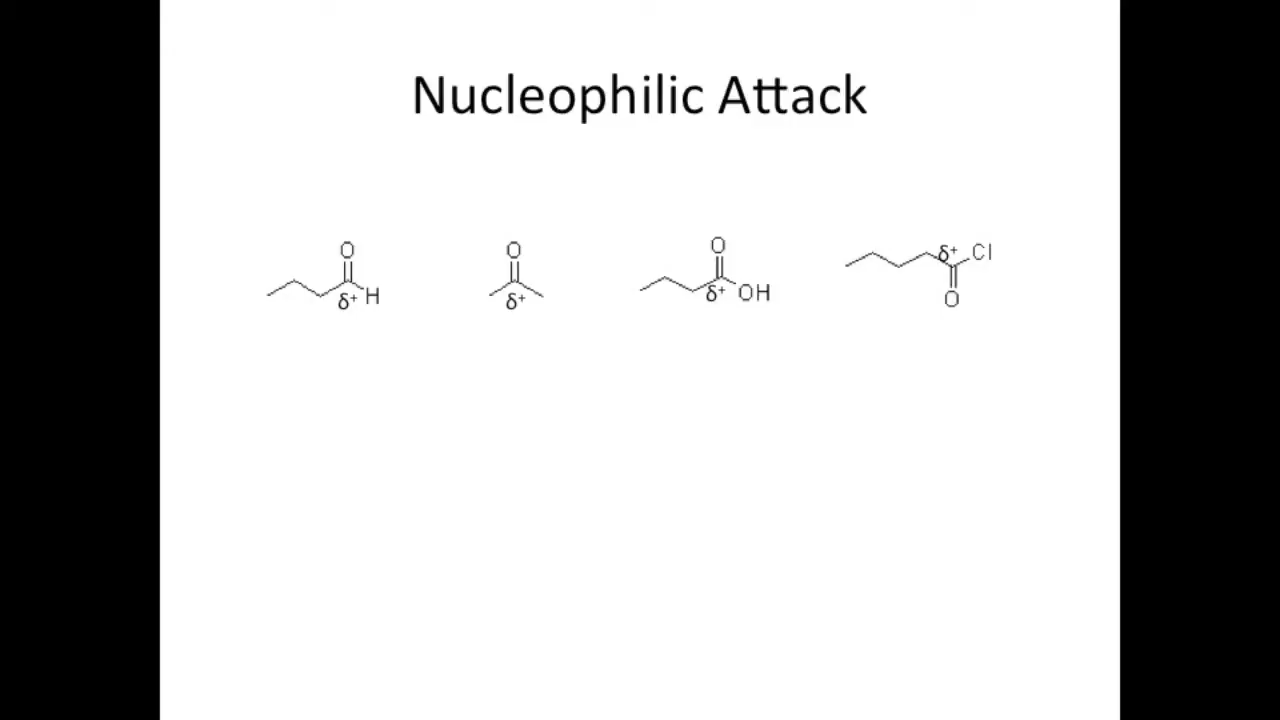 Nucleophilic Attack
O
δ+ H
O
δ+
O
δ+ OH
δ+ Cl
O